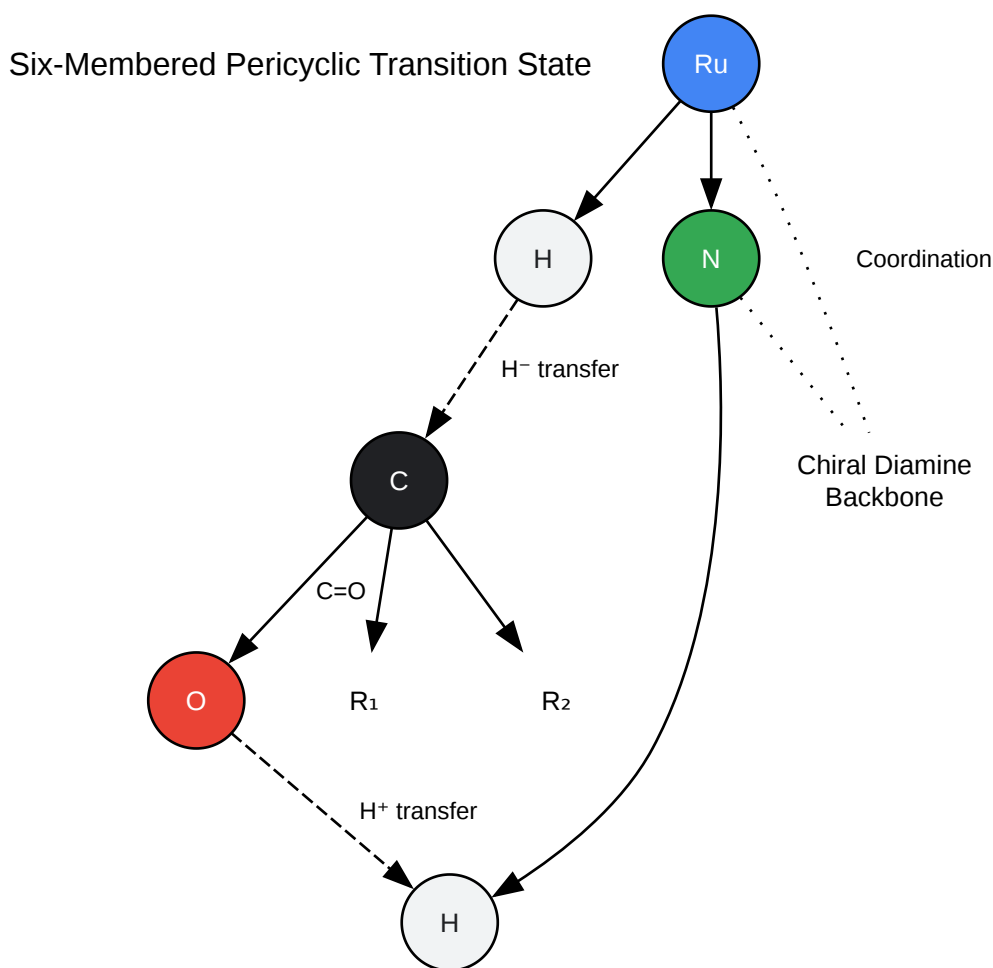 Six-Membered Pericyclic Transition State
Ru
H
N
Coordination
H⁻ transfer
C
Chiral Diamine
Backbone
C=O
O
R₁
R₂
H⁺ transfer
H